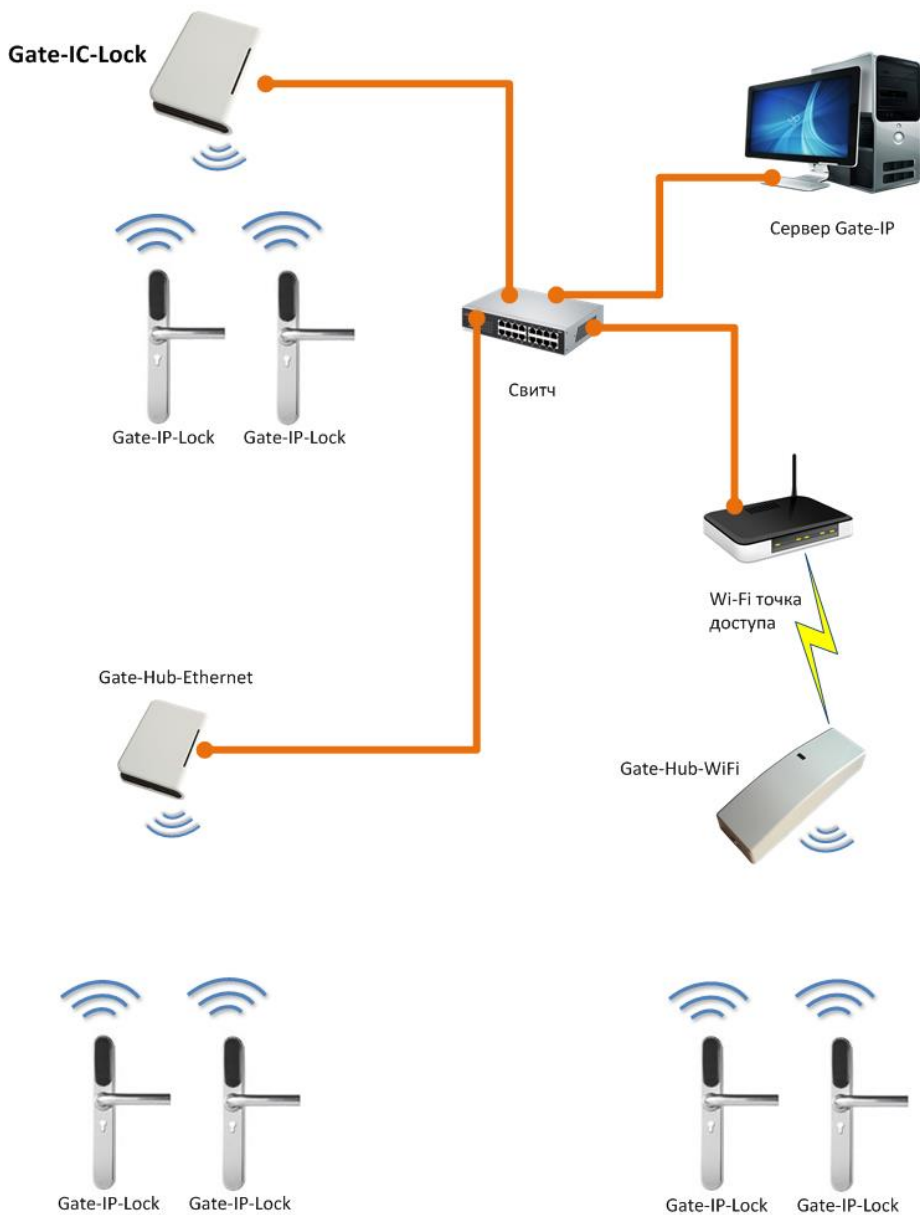 Gate-IC-Lock
Сервер Gate-IP
Свитч
Gate-IP-Lock
Gate-IP-Lock
Wi-Fi точка
доступа
Gate-Hub-Ethernet
Gate-Hub-WiFi
Gate-IP-Lock
Gate-IP-Lock
Gate-IP-Lock
Gate-IP-Lock